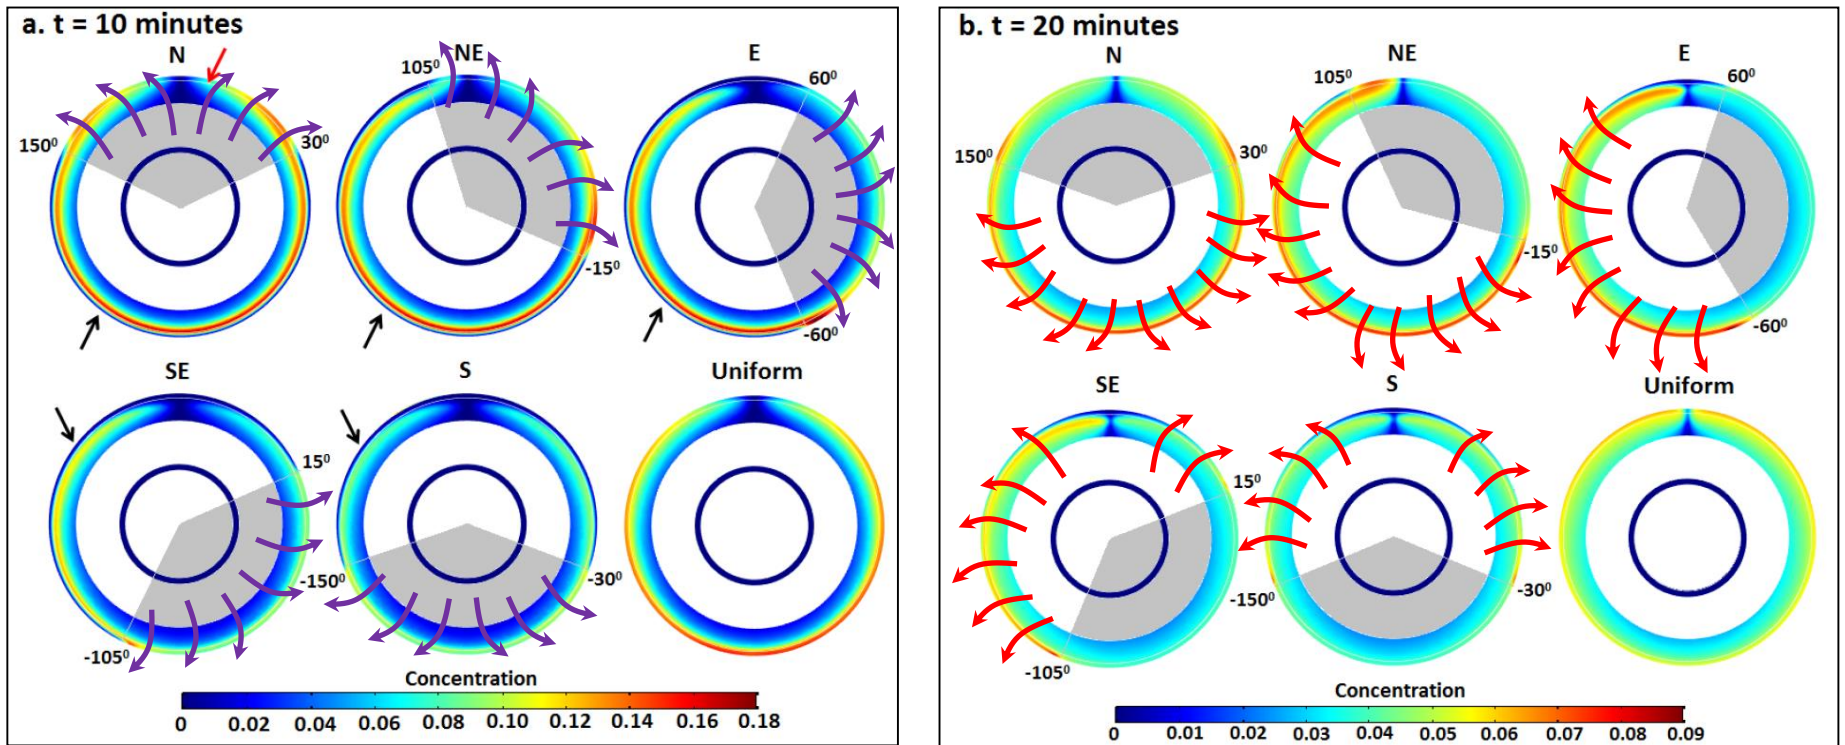 a. t = 10 minutes
N
NE
E
150⁰
30⁰
105⁰
-15⁰
60⁰
-60⁰
SE
S
Uniform
15⁰
-105⁰
-150⁰
-30⁰
Concentration
0 0.02 0.04 0.06 0.08 0.10 0.12 0.14 0.16 0.18
b. t = 20 minutes
N
NE
E
150⁰
30⁰
105⁰
-15⁰
60⁰
-60⁰
SE
S
Uniform
15⁰
-105⁰
-150⁰
-30⁰
Concentration
0 0.01 0.02 0.03 0.04 0.05 0.06 0.07 0.08 0.09